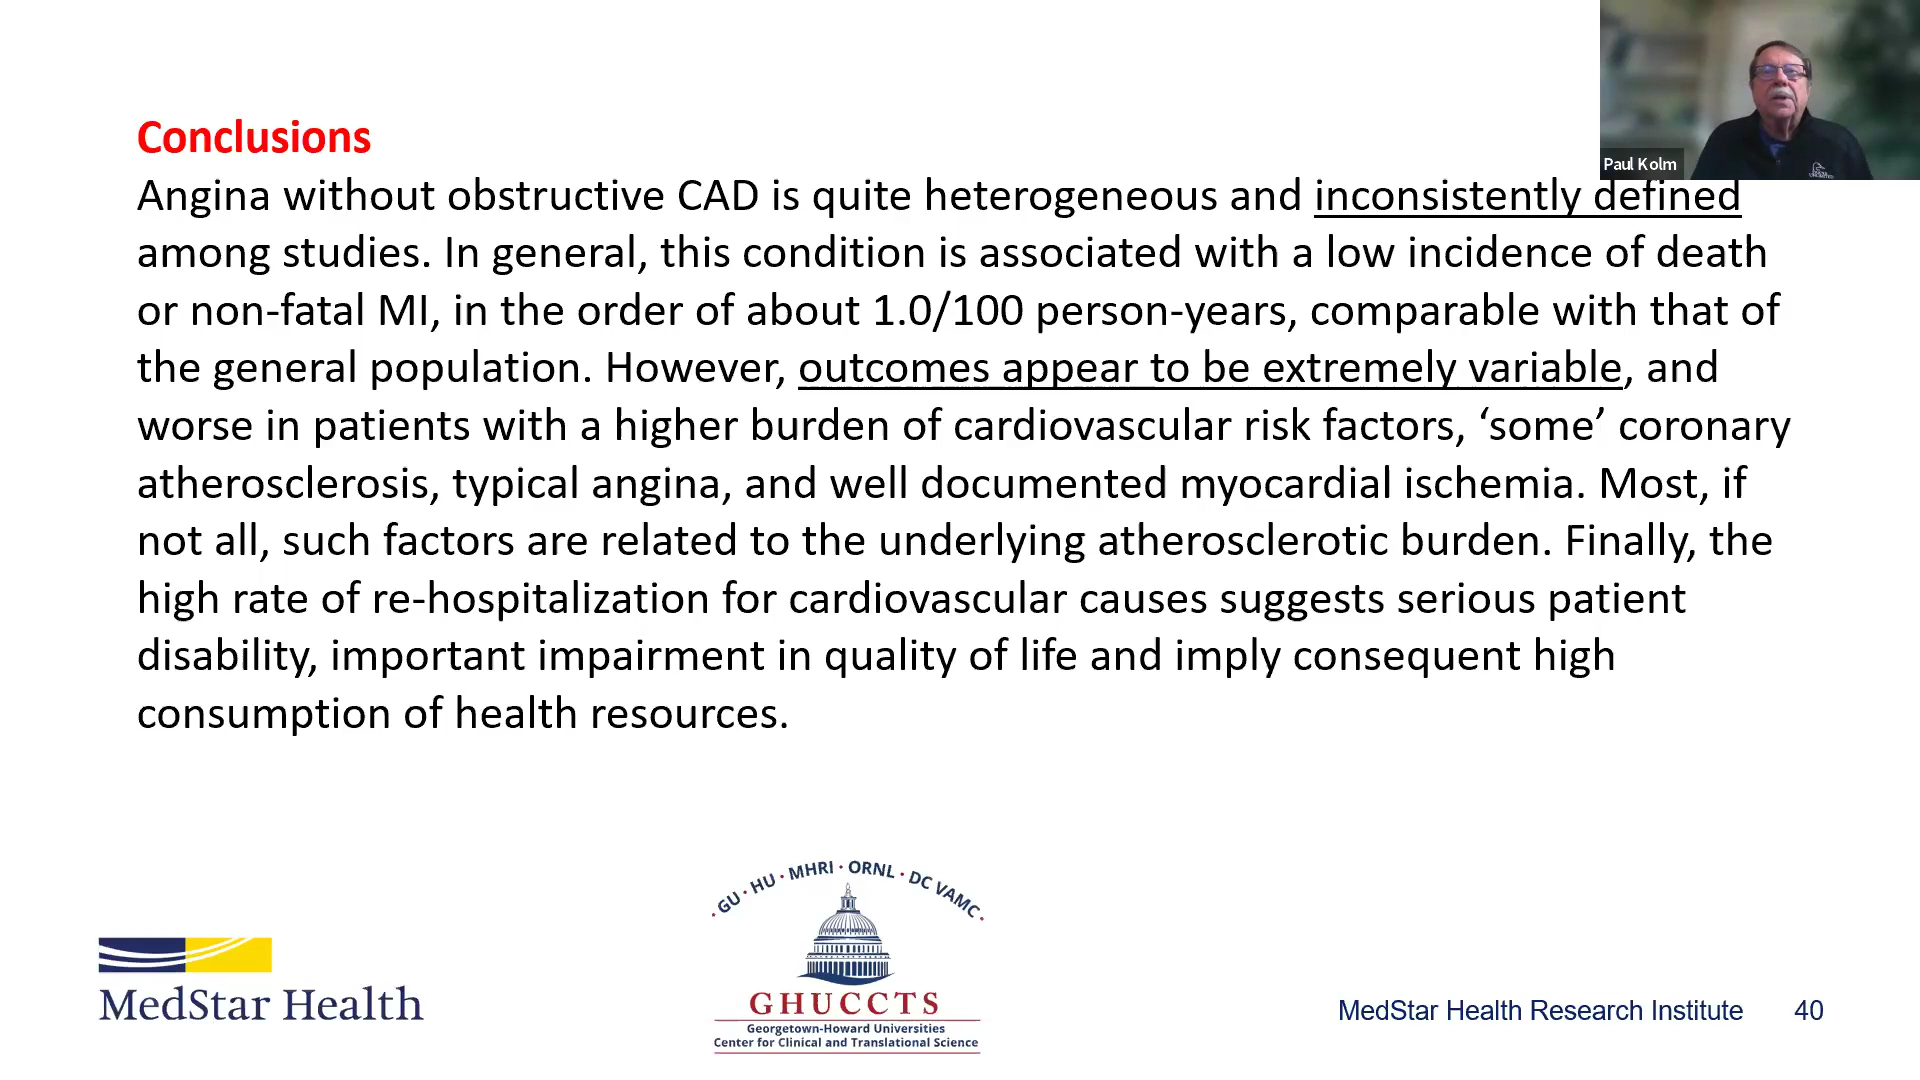 Paul Kolm
Conclusions
Angina without obstructive CAD is quite heterogeneous and inconsistently defined
among studies. In general, this condition is associated with a low incidence of death
or non-fatal MI, in the order of about 1.0/100 person-years, comparable with that of
the general population. However, outcomes appear to be extremely variable, and
worse in patients with a higher burden of cardiovascular risk factors, ‘some’ coronary
atherosclerosis, typical angina, and well documented myocardial ischemia. Most, if
not all, such factors are related to the underlying atherosclerotic burden. Finally, the
high rate of re-hospitalization for cardiovascular causes suggests serious patient
disability, important impairment in quality of life and imply consequent high
consumption of health resources.
· GU · HU · MHRI · ORNL · DC VAMC ·
MedStar Health
GHUCCTS
Georgetown-Howard Universities
Center for Clinical and Translational Science
MedStar Health Research Institute 40